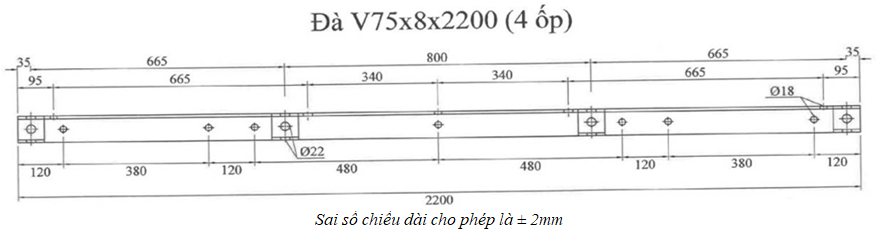 Đà V75x8x2200 (4 ốp)
35 665 800 665 35
95 665 340 340 665 95
Ø18
Ø22
120 380 120 480 480 120 380 120
2200
Sai số chiều dài cho phép là ± 2mm